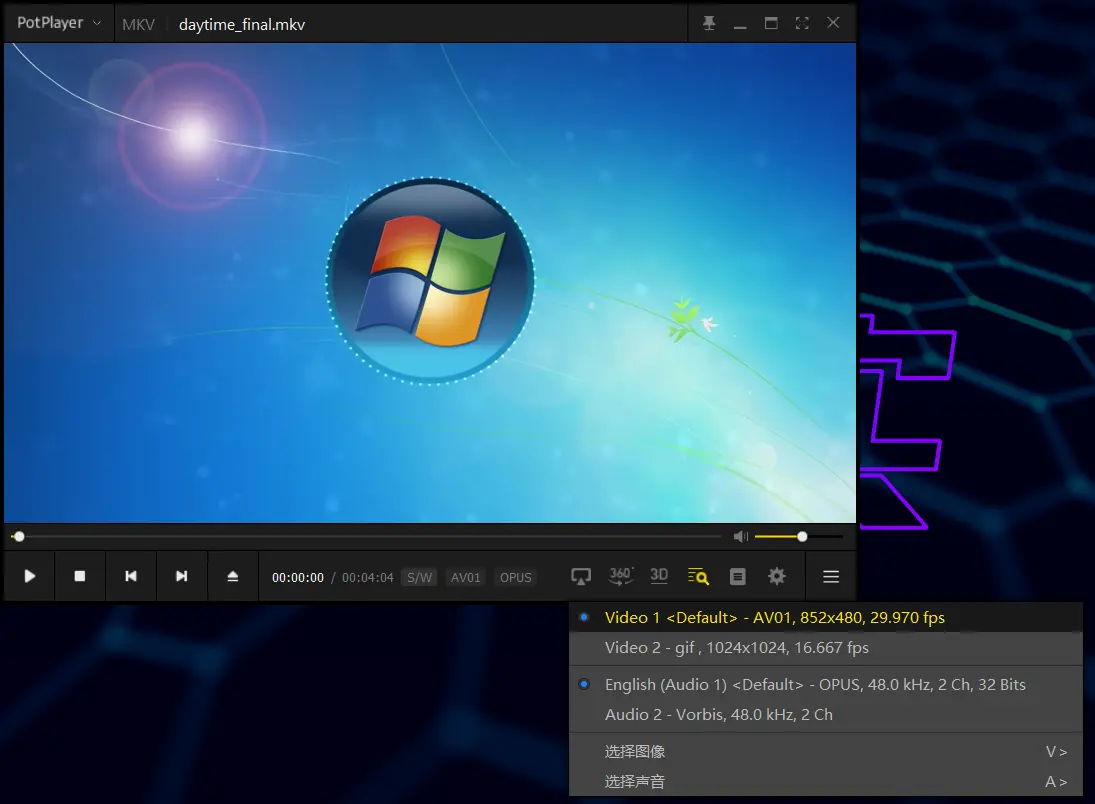 PotPlayer MKV daytime_final.mkv
00:00:00 / 00:04:04 S/W AV01 OPUS 360° 3D
Video 1 <Default> - AV01, 852x480, 29.970 fps
Video 2 - gif , 1024x1024, 16.667 fps
English (Audio 1) <Default> - OPUS, 48.0 kHz, 2 Ch, 32 Bits
Audio 2 - Vorbis, 48.0 kHz, 2 Ch
选择图像 V >
选择声音 A >